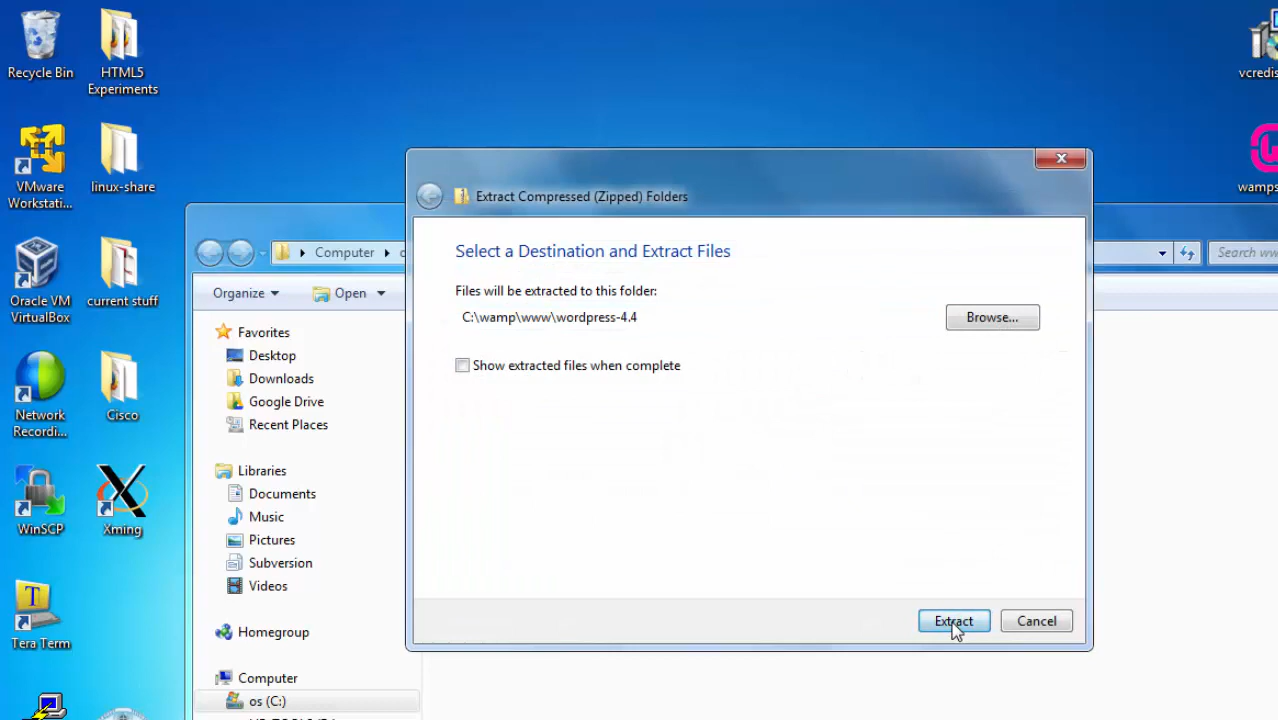 Recycle Bin
HTML5
Experiments
vcredis
VMware
Workstati...
linux-share
wamps
Oracle VM
VirtualBox
current stuff
Network
Recordi...
Cisco
WinSCP
Xming
Tera Term
Computer
Search ww
Organize
Open
Favorites
Desktop
Downloads
Google Drive
Recent Places
Libraries
Documents
Music
Pictures
Subversion
Videos
Homegroup
Computer
os (C:)
Extract Compressed (Zipped) Folders
Select a Destination and Extract Files
Files will be extracted to this folder:
C:\wamp\www\wordpress-4.4
Browse...
Show extracted files when complete
Extract
Cancel